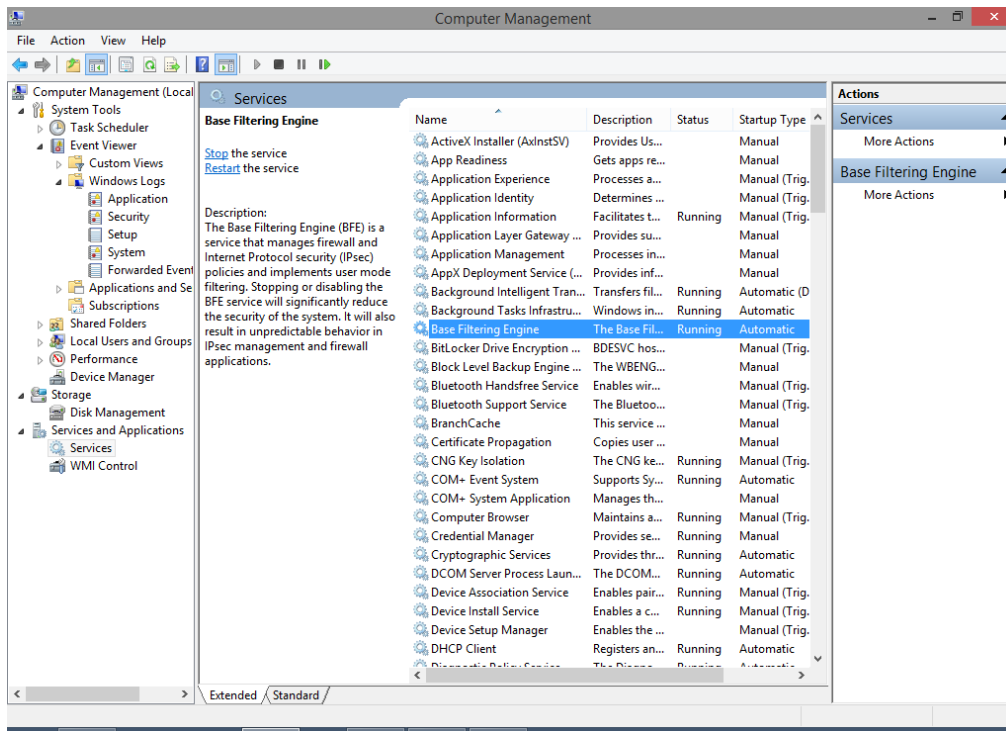 Computer Management
File Action View Help
Computer Management (Local
System Tools
Task Scheduler
Event Viewer
Custom Views
Windows Logs
Application
Security
Setup
System
Forwarded Event
Applications and Se
Subscriptions
Shared Folders
Local Users and Groups
Performance
Device Manager
Storage
Disk Management
Services and Applications
Services
WMI Control
Services
Base Filtering Engine
Stop the service
Restart the service
Description:
The Base Filtering Engine (BFE) is a
service that manages firewall and
Internet Protocol security (IPsec)
policies and implements user mode
filtering. Stopping or disabling the
BFE service will significantly reduce
the security of the system. It will also
result in unpredictable behavior in
IPsec management and firewall
applications.
Name Description Status Startup Type
ActiveX Installer (AxInstSV) Provides Us... Manual
App Readiness Gets apps re... Manual
Application Experience Processes a... Manual (Trig.
Application Identity Determines ... Manual (Trig.
Application Information Facilitates t... Running Manual (Trig.
Application Layer Gateway ... Provides su... Manual
Application Management Processes in... Manual
AppX Deployment Service (... Provides inf... Manual
Background Intelligent Tran... Transfers fil... Running Automatic (D
Background Tasks Infrastru... Windows in... Running Automatic
Base Filtering Engine The Base Fil... Running Automatic
BitLocker Drive Encryption ... BDESVC hos... Manual (Trig.
Block Level Backup Engine ... The WBENG... Manual
Bluetooth Handsfree Service Enables wir... Manual (Trig.
Bluetooth Support Service The Bluetoo... Manual (Trig.
BranchCache This service ... Manual
Certificate Propagation Copies user ... Manual
CNG Key Isolation The CNG ke... Running Manual (Trig.
COM+ Event System Supports Sy... Running Automatic
COM+ System Application Manages th... Manual
Computer Browser Maintains a... Running Manual (Trig.
Credential Manager Provides se... Running Manual
Cryptographic Services Provides thr... Running Automatic
DCOM Server Process Laun... The DCOM... Running Automatic
Device Association Service Enables pair... Running Manual (Trig.
Device Install Service Enables a c... Running Manual (Trig.
Device Setup Manager Enables the ... Manual (Trig.
DHCP Client Registers an... Running Automatic
Diagnostic Policy Service The Diagno... Running Automatic
Extended Standard
Actions
Services
More Actions
Base Filtering Engine
More Actions